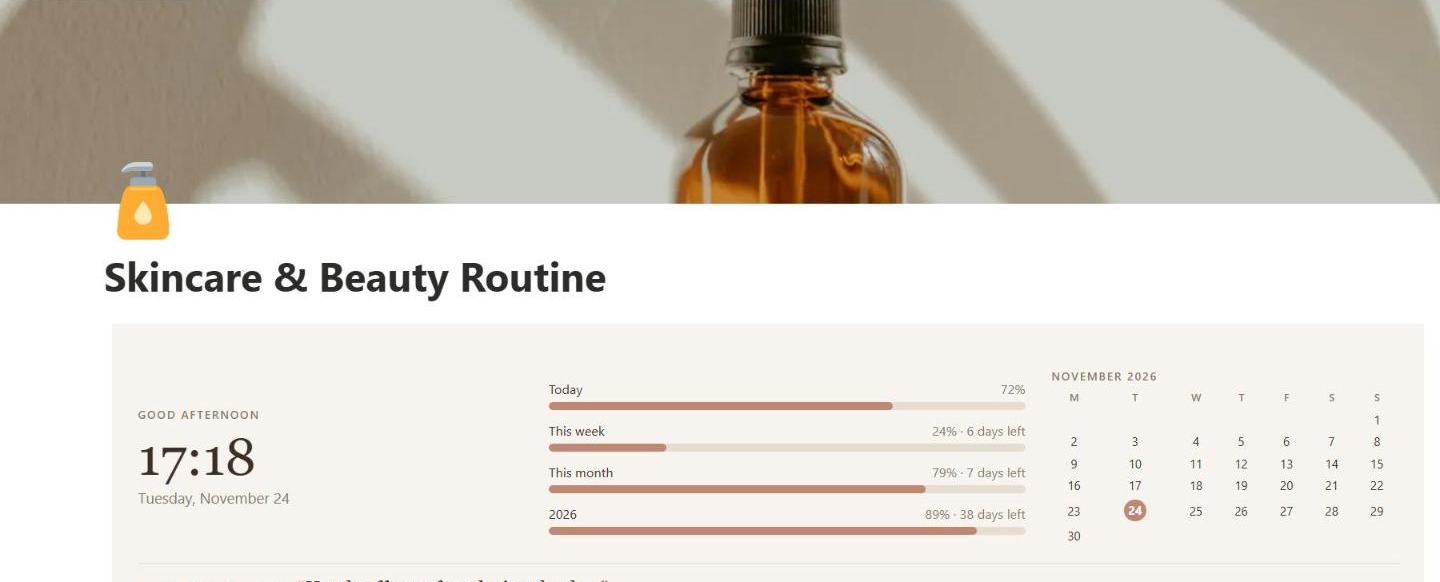 Skincare & Beauty Routine
GOOD AFTERNOON
17:18
Tuesday, November 24
Today 72%
This week 24% · 6 days left
This month 79% · 7 days left
2026 89% · 38 days left
NOVEMBER 2026
M T W T F S S
1
2 3 4 5 6 7 8
9 10 11 12 13 14 15
16 17 18 19 20 21 22
23 24 25 26 27 28 29
30